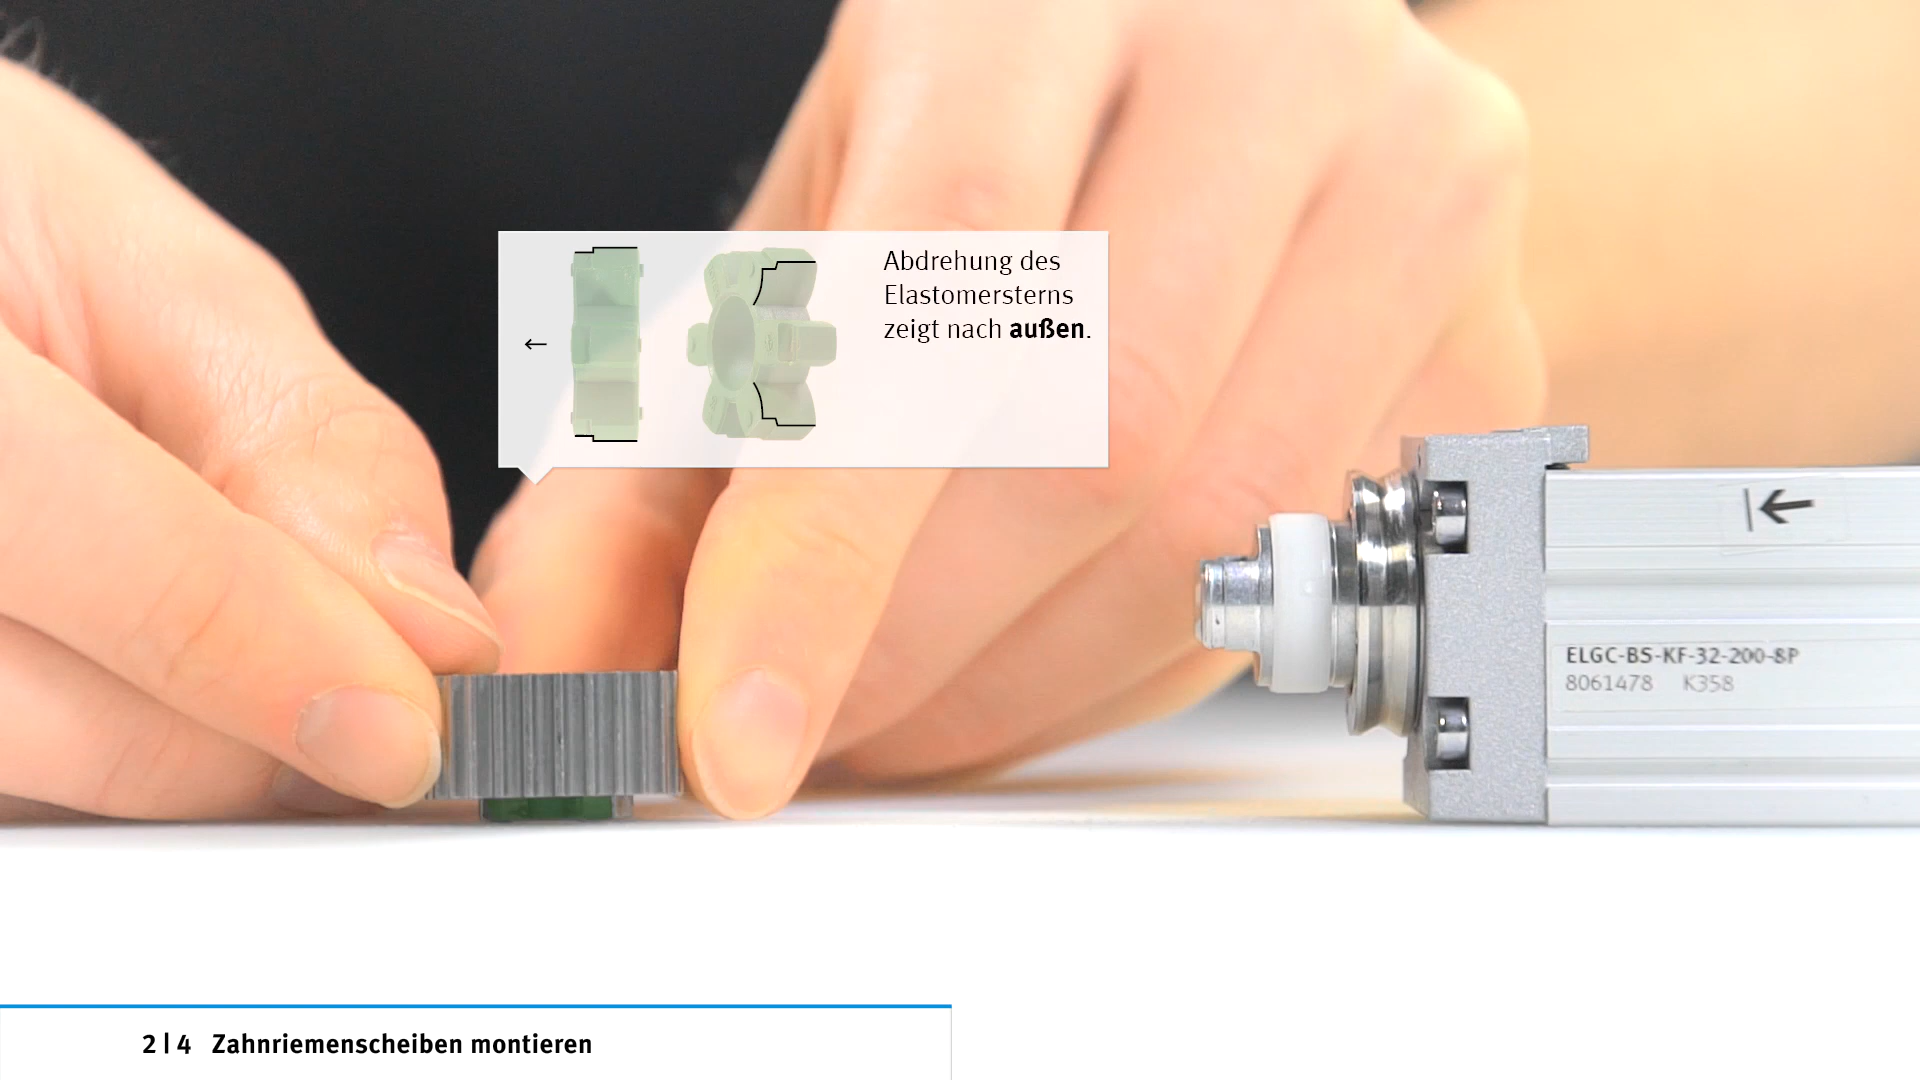 Abdrehung des
Elastomersterns
zeigt nach außen.
ELGC-BS-KF-32-200-8P
8061478 K358
2 | 4 Zahnriemenscheiben montieren